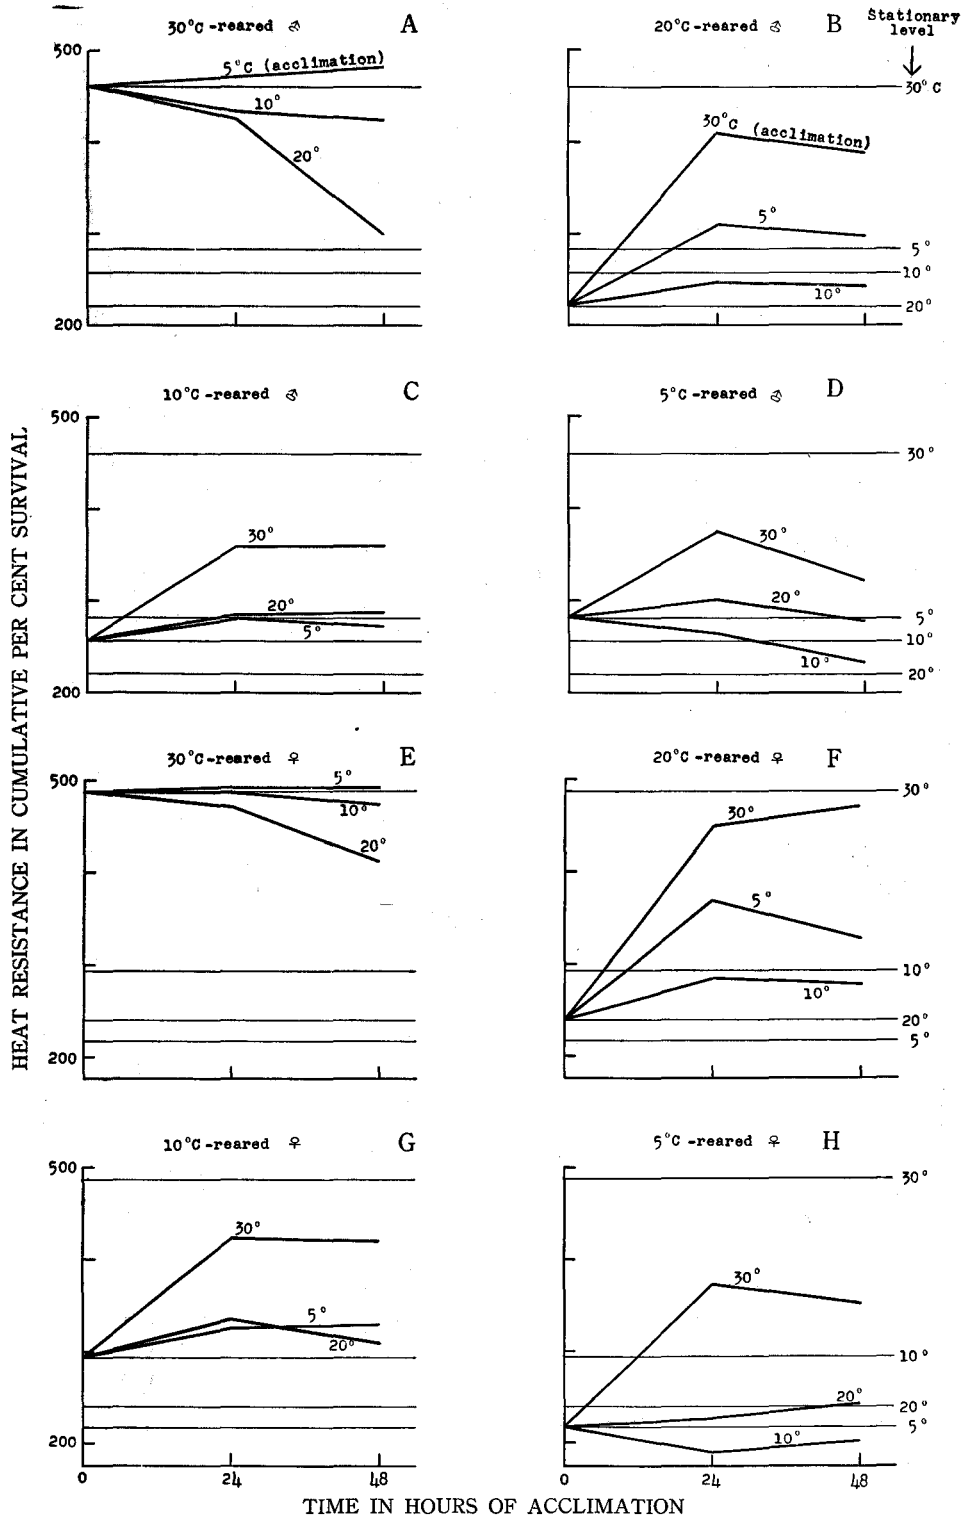 30°C-reared ♂ A
500
5°C (acclimation)
10°
20°
200
20°C-reared ♂ B
Stationary
level
30°C
30°C (acclimation)
5°
5°
10°
10°
20°
10°C-reared ♂ C
500
30°
20°
5°
200
5°C-reared ♂ D
30°
30°
20°
5°
10°
10°
20°
HEAT RESISTANCE IN CUMULATIVE PER CENT SURVIVAL
30°C-reared ♀ E
500
5°
10°
20°
200
20°C-reared ♀ F
30°
30°
5°
10°
10°
20°
5°
10°C-reared ♀ G
500
30°
5°
20°
200
0 24 48
5°C-reared ♀ H
30°
30°
10°
20°
20°
5°
10°
0 24 48
TIME IN HOURS OF ACCLIMATION